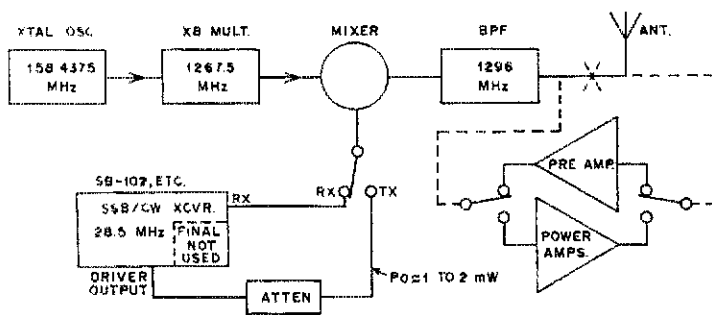 XTAL OSC.
158.4375
MHz
X8 MULT.
1267.5
MHz
MIXER
BPF
1296
MHz
ANT.
SB-102, ETC.
SSB/CW XCVR.
28.5 MHz
FINAL
NOT
USED
RX
RX
TX
DRIVER
OUTPUT
ATTEN
PO≈1 TO 2 mW
PRE AMP.
POWER
AMPS.